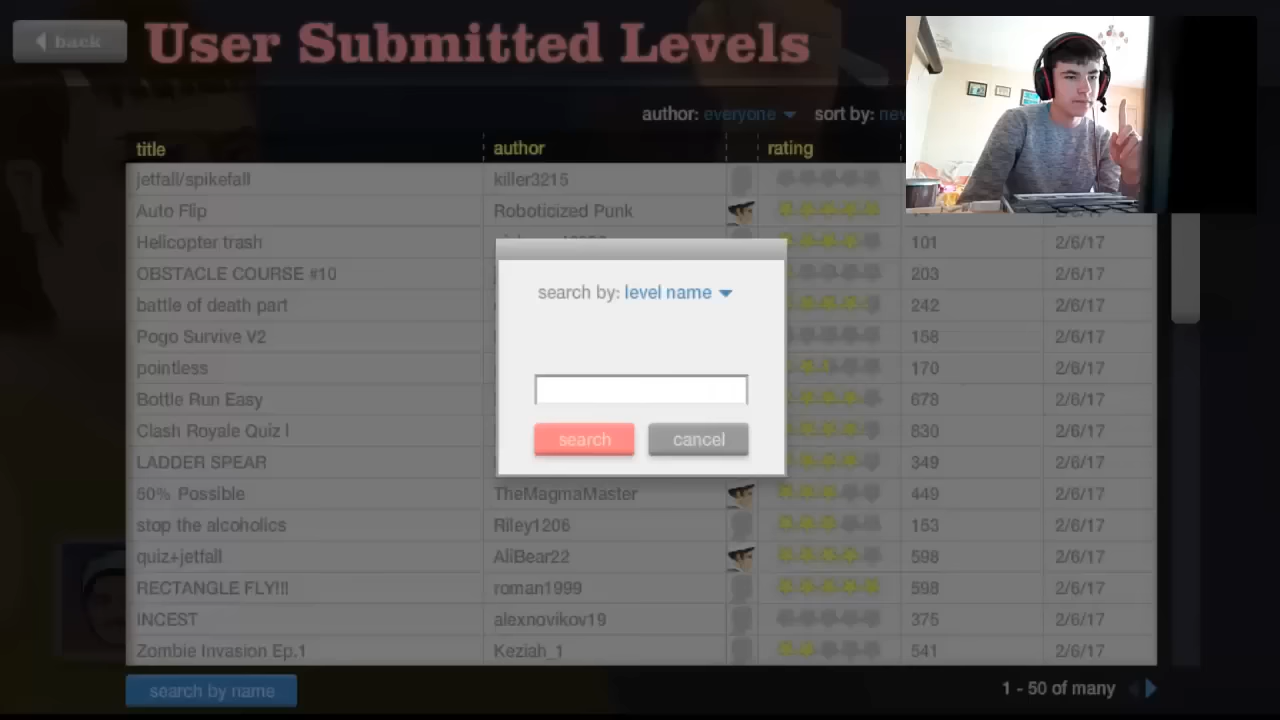 back
User Submitted Levels
author: everyone sort by:
title author rating
jetfall/spikefall killer3215
Auto Flip Roboticized Punk
Helicopter trash 101 2/6/17
OBSTACLE COURSE #10 203 2/6/17
battle of death part 242 2/6/17
Pogo Survive V2 158 2/6/17
pointless 170 2/6/17
Bottle Run Easy 678 2/6/17
Clash Royale Quiz I 830 2/6/17
LADDER SPEAR 349 2/6/17
50% Possible TheMagmaMaster 449 2/6/17
stop the alcoholics Riley1206 153 2/6/17
quiz+jetfall AliBear22 598 2/6/17
RECTANGLE FLY!!! roman1999 598 2/6/17
INCEST alexnovikov19 375 2/6/17
Zombie Invasion Ep.1 Keziah_1 541 2/6/17
search by: level name
search cancel
search by name 1 - 50 of many